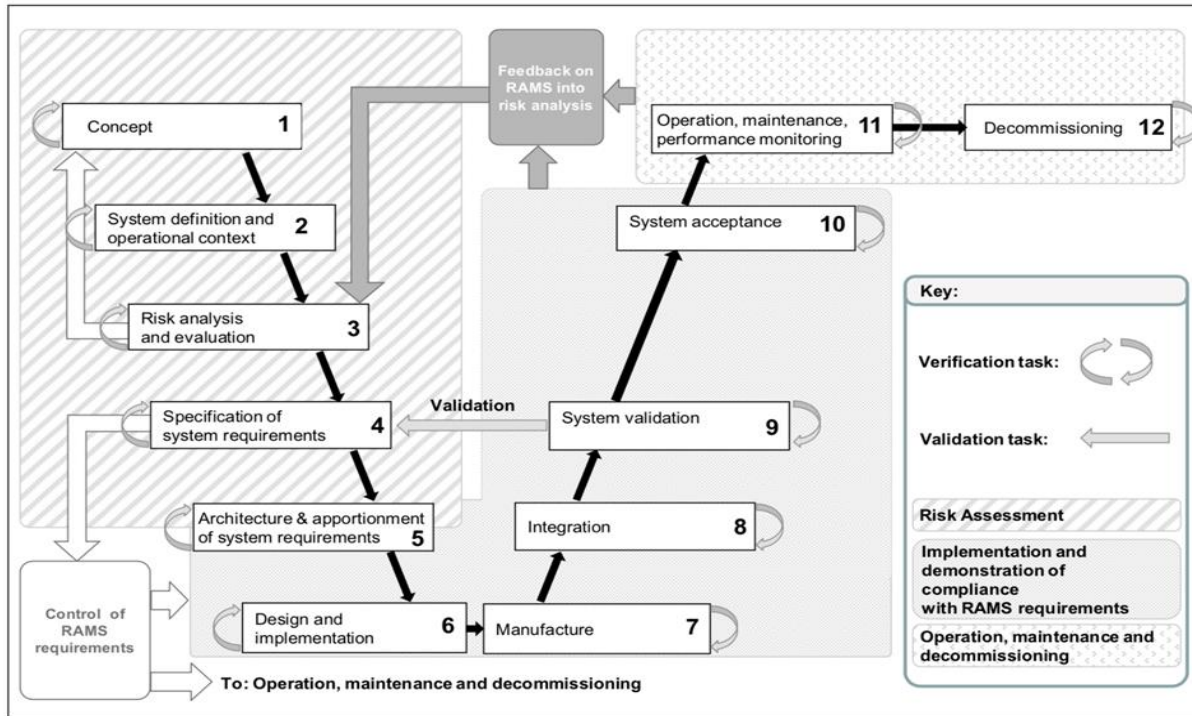 Concept 1
System definition and
operational context 2
Risk analysis
and evaluation 3
Specification of
system requirements 4
Architecture & apportionment
of system requirements 5
Design and
implementation 6
Manufacture 7
Integration 8
System validation 9
System acceptance 10
Operation, maintenance,
performance monitoring 11
Decommissioning 12
Feedback on
RAMS into
risk analysis
Validation
Control of
RAMS
requirements
To: Operation, maintenance and decommissioning
Key:
Verification task:
Validation task:
Risk Assessment
Implementation and
demonstration of
compliance
with RAMS requirements
Operation, maintenance and
decommissioning